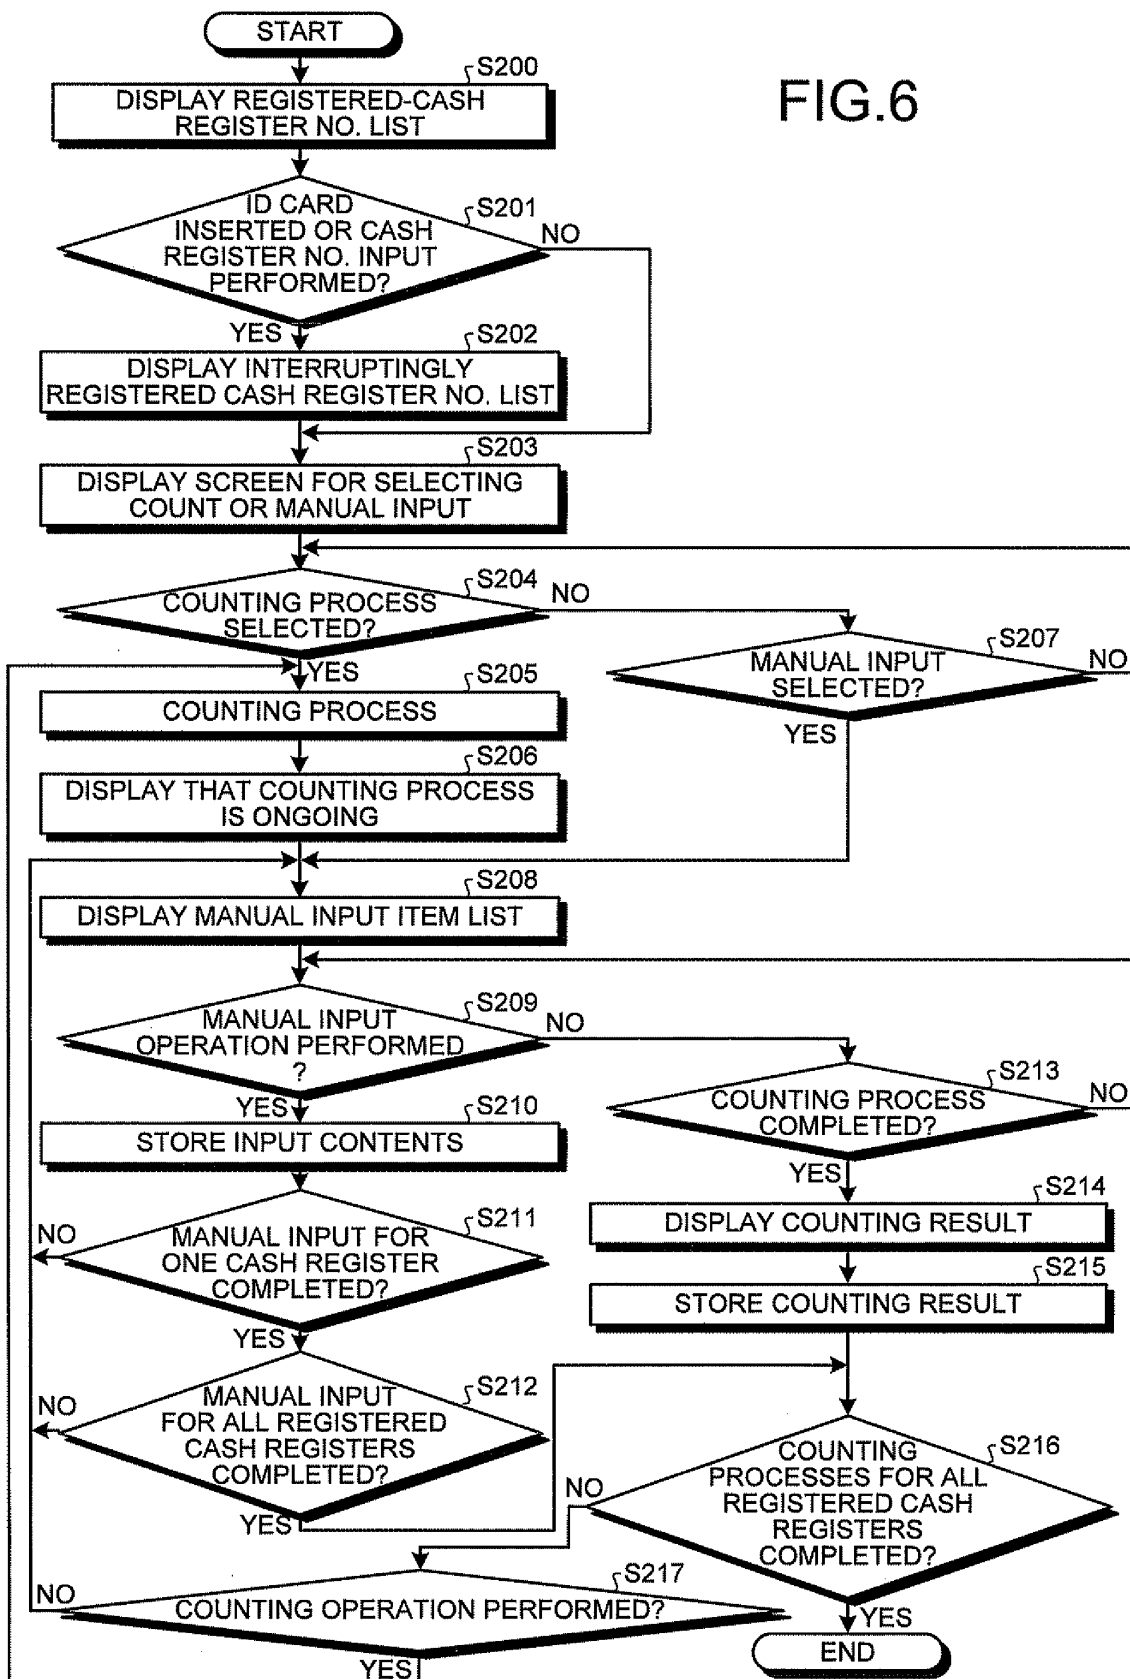 FIG.6
START
S200
DISPLAY REGISTERED-CASH
REGISTER NO. LIST
S201
ID CARD
INSERTED OR CASH
REGISTER NO. INPUT
PERFORMED?
NO
YES
S202
DISPLAY INTERRUPTINGLY
REGISTERED CASH REGISTER NO. LIST
S203
DISPLAY SCREEN FOR SELECTING
COUNT OR MANUAL INPUT
S204
COUNTING PROCESS
SELECTED?
NO
YES
S207
MANUAL INPUT
SELECTED?
NO
YES
S205
COUNTING PROCESS
S206
DISPLAY THAT COUNTING PROCESS
IS ONGOING
S208
DISPLAY MANUAL INPUT ITEM LIST
S209
MANUAL INPUT
OPERATION PERFORMED
?
NO
YES
S210
STORE INPUT CONTENTS
S211
MANUAL INPUT FOR
ONE CASH REGISTER
COMPLETED?
NO
YES
S212
MANUAL INPUT
FOR ALL REGISTERED
CASH REGISTERS
COMPLETED?
NO
YES
S213
COUNTING PROCESS
COMPLETED?
NO
YES
S214
DISPLAY COUNTING RESULT
S215
STORE COUNTING RESULT
S216
COUNTING
PROCESSES FOR ALL
REGISTERED CASH
REGISTERS
COMPLETED?
NO
YES
S217
COUNTING OPERATION PERFORMED?
NO
YES
END